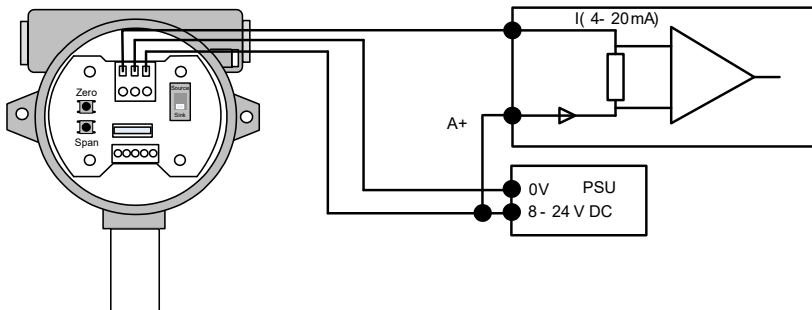 I( 4- 20mA)
Source
Zero
Sink
A+
Span
0V PSU
8 - 24 V DC